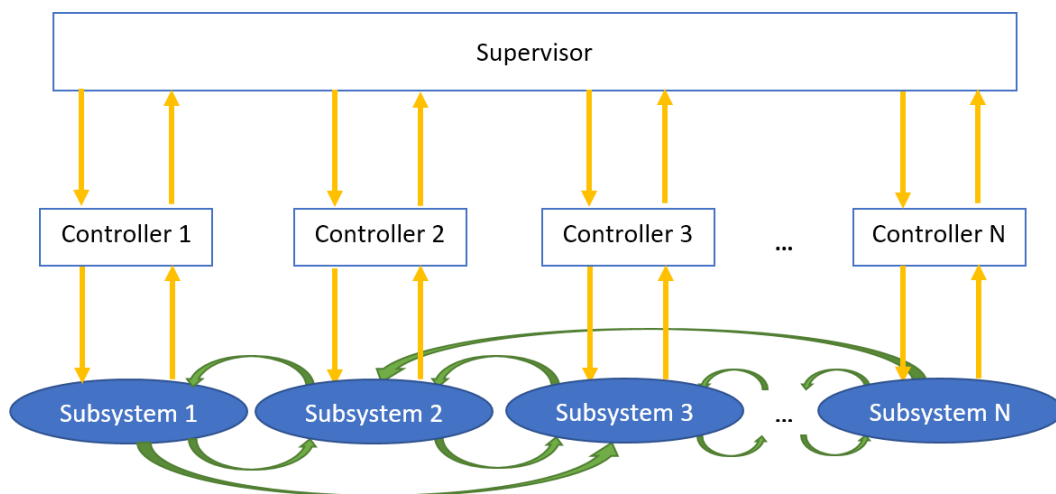 Supervisor
Controller 1
Controller 2
Controller 3
...
Controller N
Subsystem 1
Subsystem 2
Subsystem 3
...
Subsystem N